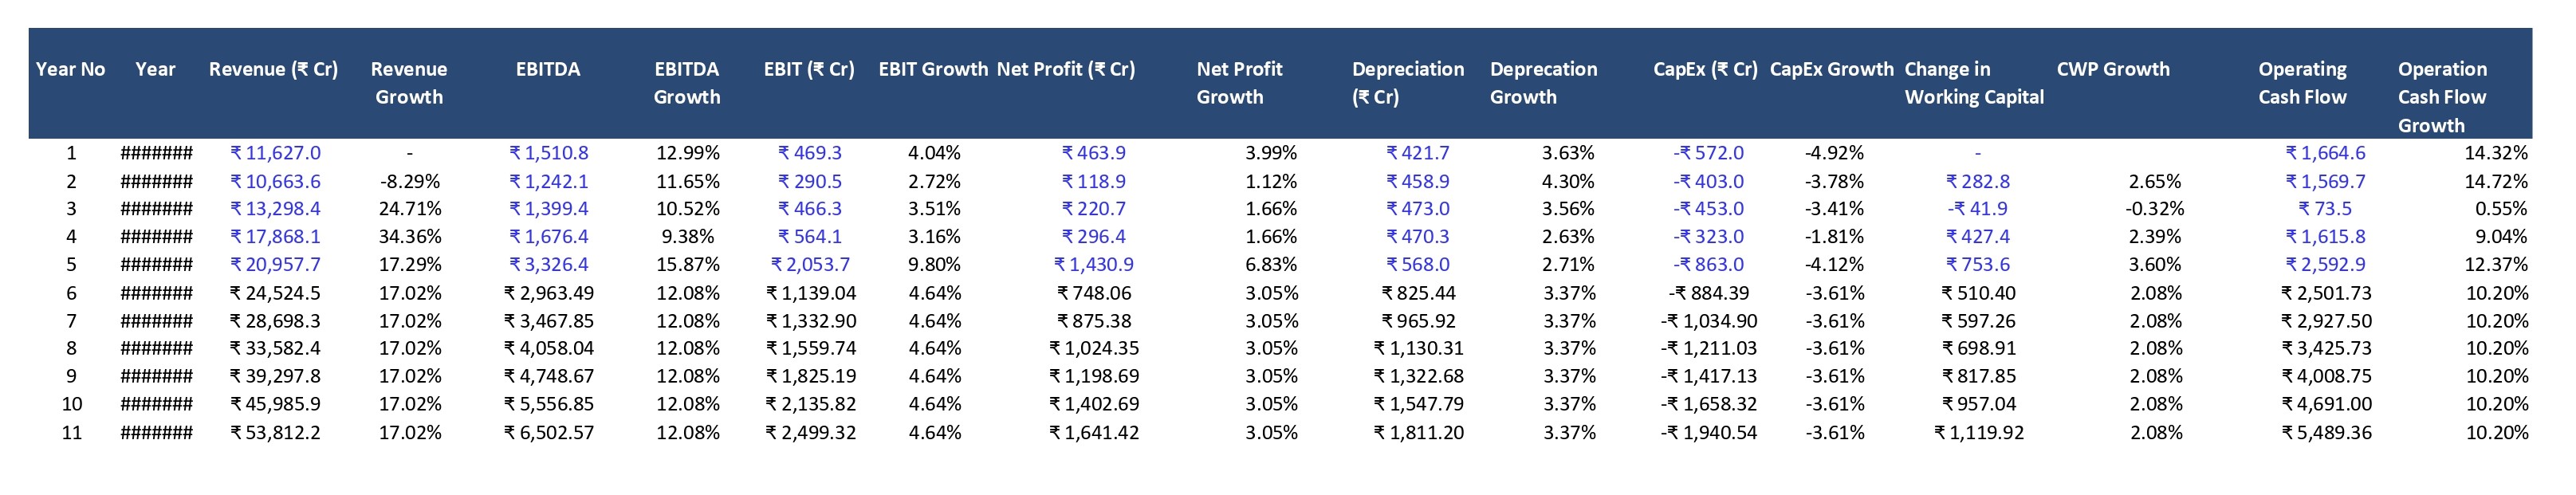 Year No Year Revenue (₹ Cr) Revenue Growth EBITDA EBITDA Growth EBIT (₹ Cr) EBIT Growth Net Profit (₹ Cr) Net Profit Growth Depreciation (₹ Cr) Deprecation Growth CapEx (₹ Cr) CapEx Growth Change in Working Capital CWP Growth Operating Cash Flow Operation Cash Flow Growth
1 ####### ₹ 11,627.0 - ₹ 1,510.8 12.99% ₹ 469.3 4.04% ₹ 463.9 3.99% ₹ 421.7 3.63% -₹ 572.0 -4.92% - ₹ 1,664.6 14.32%
2 ####### ₹ 10,663.6 -8.29% ₹ 1,242.1 11.65% ₹ 290.5 2.72% ₹ 118.9 1.12% ₹ 458.9 4.30% -₹ 403.0 -3.78% ₹ 282.8 2.65% ₹ 1,569.7 14.72%
3 ####### ₹ 13,298.4 24.71% ₹ 1,399.4 10.52% ₹ 466.3 3.51% ₹ 220.7 1.66% ₹ 473.0 3.56% -₹ 453.0 -3.41% -₹ 41.9 -0.32% ₹ 73.5 0.55%
4 ####### ₹ 17,868.1 34.36% ₹ 1,676.4 9.38% ₹ 564.1 3.16% ₹ 296.4 1.66% ₹ 470.3 2.63% -₹ 323.0 -1.81% ₹ 427.4 2.39% ₹ 1,615.8 9.04%
5 ####### ₹ 20,957.7 17.29% ₹ 3,326.4 15.87% ₹ 2,053.7 9.80% ₹ 1,430.9 6.83% ₹ 568.0 2.71% -₹ 863.0 -4.12% ₹ 753.6 3.60% ₹ 2,592.9 12.37%
6 ####### ₹ 24,524.5 17.02% ₹ 2,963.49 12.08% ₹ 1,139.04 4.64% ₹ 748.06 3.05% ₹ 825.44 3.37% -₹ 884.39 -3.61% ₹ 510.40 2.08% ₹ 2,501.73 10.20%
7 ####### ₹ 28,698.3 17.02% ₹ 3,467.85 12.08% ₹ 1,332.90 4.64% ₹ 875.38 3.05% ₹ 965.92 3.37% -₹ 1,034.90 -3.61% ₹ 597.26 2.08% ₹ 2,927.50 10.20%
8 ####### ₹ 33,582.4 17.02% ₹ 4,058.04 12.08% ₹ 1,559.74 4.64% ₹ 1,024.35 3.05% ₹ 1,130.31 3.37% -₹ 1,211.03 -3.61% ₹ 698.91 2.08% ₹ 3,425.73 10.20%
9 ####### ₹ 39,297.8 17.02% ₹ 4,748.67 12.08% ₹ 1,825.19 4.64% ₹ 1,198.69 3.05% ₹ 1,322.68 3.37% -₹ 1,417.13 -3.61% ₹ 817.85 2.08% ₹ 4,008.75 10.20%
10 ####### ₹ 45,985.9 17.02% ₹ 5,556.85 12.08% ₹ 2,135.82 4.64% ₹ 1,402.69 3.05% ₹ 1,547.79 3.37% -₹ 1,658.32 -3.61% ₹ 957.04 2.08% ₹ 4,691.00 10.20%
11 ####### ₹ 53,812.2 17.02% ₹ 6,502.57 12.08% ₹ 2,499.32 4.64% ₹ 1,641.42 3.05% ₹ 1,811.20 3.37% -₹ 1,940.54 -3.61% ₹ 1,119.92 2.08% ₹ 5,489.36 10.20%